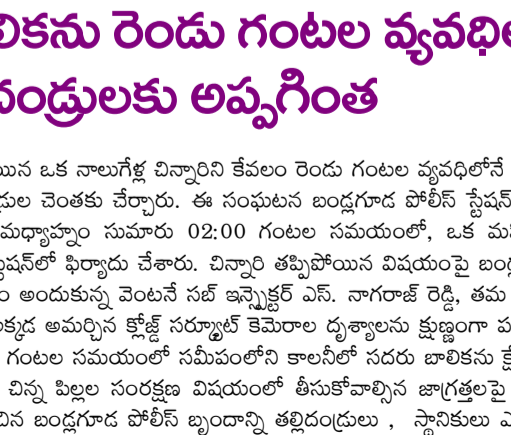 లికను రెండు గంటల వ్యవధిల
దండ్రులకు అప్పగింత
యిన ఒక నాలుగేళ్ల చిన్నారిని కేవలం రెండు గంటల వ్యవధిలోనే
డ్రుల చెంతకు చేర్చారు. ఈ సంఘటన బండ్లగూడ పోలీస్ స్టేషన్
మధ్యాహ్నం సుమారు 02:00 గంటల సమయంలో, ఒక మ
షన్‌లో ఫిర్యాదు చేశారు. చిన్నారి తప్పిపోయిన విషయంపై బండ్ల
ం అందుకున్న వెంటనే సబ్ ఇన్స్పెక్టర్ ఎస్. నాగరాజ్ రెడ్డి, తమ
అక్కడ అమర్చిన క్లోజ్డ్ సర్క్యూట్ కెమెరాల దృశ్యాలను క్షుణ్ణంగా ప
గంటల సమయంలో సమీపంలోని కాలనీలో సదరు బాలికను క్షే
చిన్న పిల్లల సంరక్షణ విషయంలో తీసుకోవాల్సిన జాగ్రత్తలపై
చిన బండ్లగూడ పోలీస్ బృందాన్ని తల్లిదండ్రులు , స్థానికులు ఎ